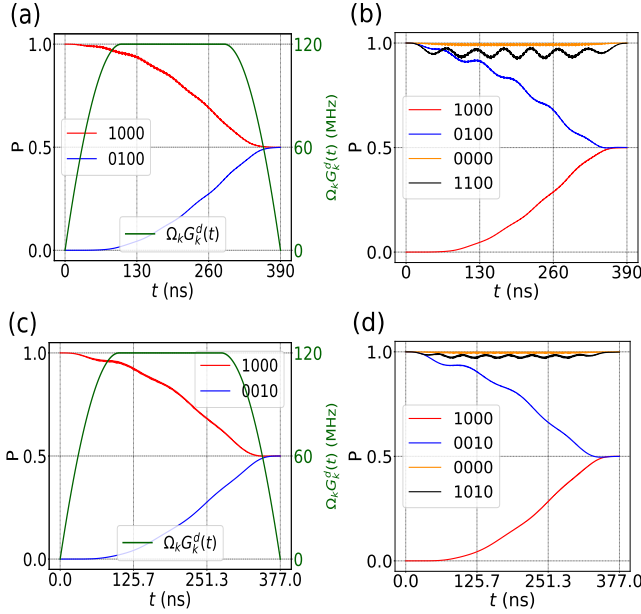 (a)
1.0
0.5
0.0
P
1000
0100
Ω_k G_k^d(t)
120
60
0
Ω_k G_k^d(t) (MHz)
0 130 260 390
t (ns)
(b)
1.0
0.5
0.0
P
1000
0100
0000
1100
0 130 260 390
t (ns)
(c)
1.0
0.5
0.0
P
1000
0010
Ω_k G_k^d(t)
120
60
0
Ω_k G_k^d(t) (MHz)
0.0 125.7 251.3 377.0
t (ns)
(d)
1.0
0.5
0.0
P
1000
0010
0000
1010
0.0 125.7 251.3 377.0
t (ns)